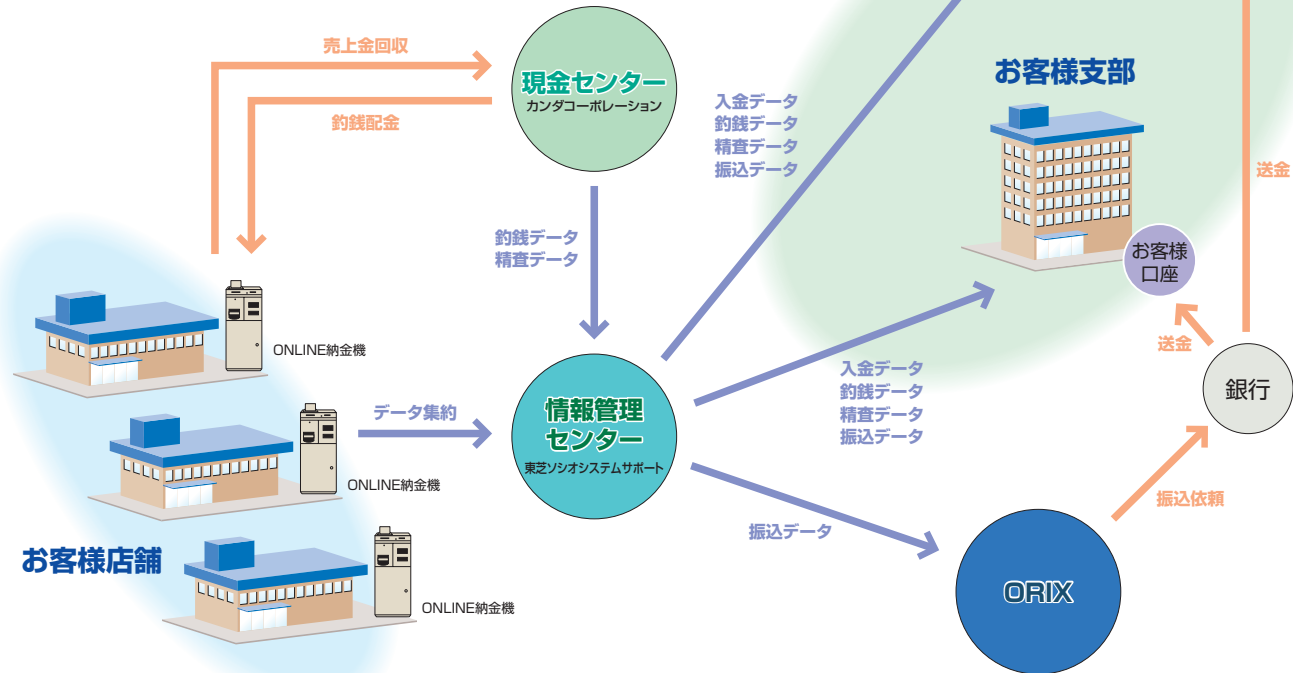 売上金回収
現金センター
カンダコーポレーション
釣銭配金
お客様支部
入金データ
釣銭データ
精査データ
振込データ
送金
釣銭データ
精査データ
お客様
口座
ONLINE納金機
送金
入金データ
釣銭データ
精査データ
振込データ
銀行
データ集約
情報管理
センター
東芝ソシオシステムサポート
ONLINE納金機
振込依頼
振込データ
お客様店舗
ORIX
ONLINE納金機